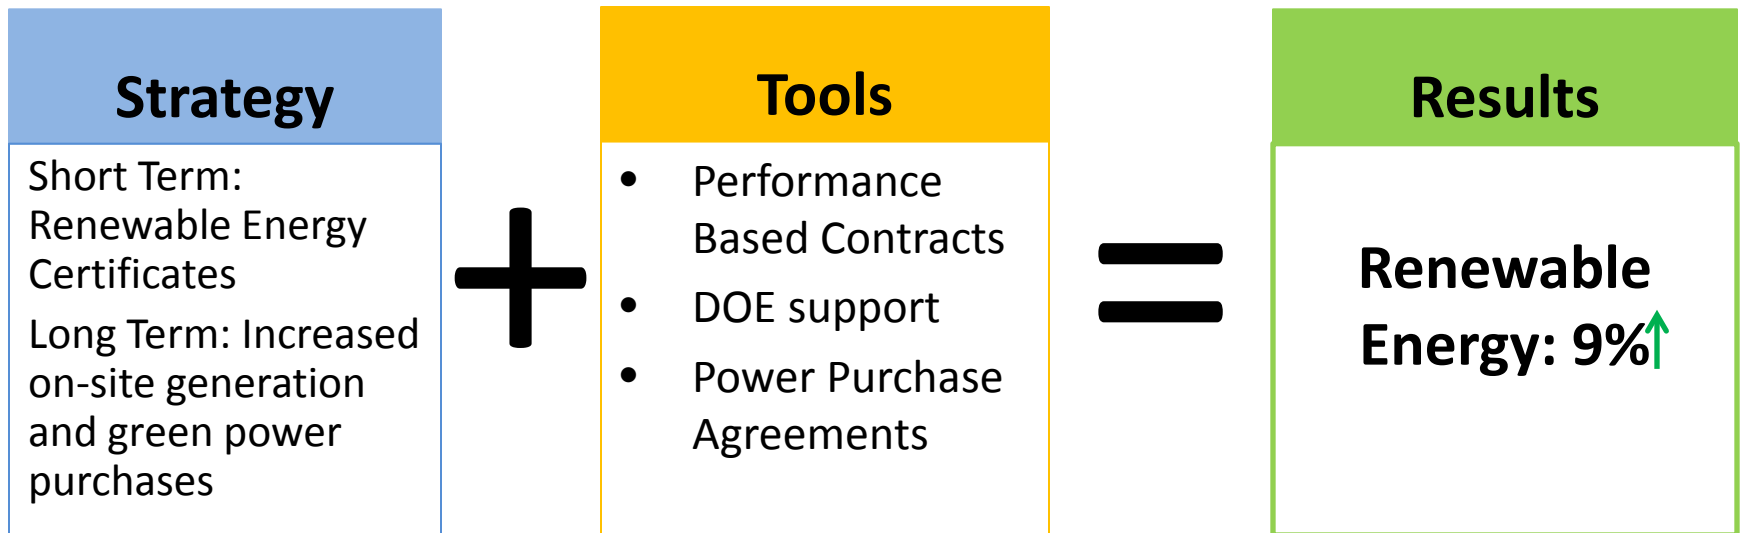 Strategy
Short Term:
Renewable Energy
Certificates
Long Term: Increased
on-site generation
and green power
purchases
+
Tools
• Performance
Based Contracts
• DOE support
• Power Purchase
Agreements
=
Results
Renewable
Energy: 9%↑